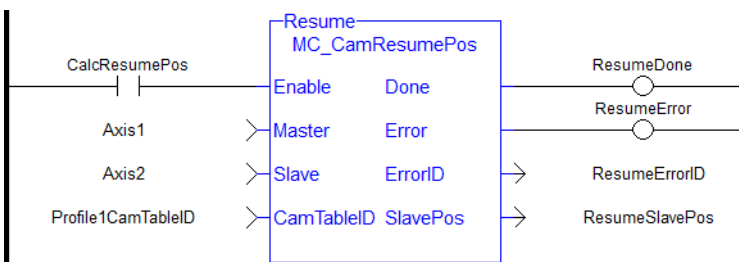 Resume
MC_CamResumePos
CalcResumePos
ResumeDone
Enable Done
ResumeError
Axis1 Master Error
Axis2 Slave ErrorID ResumeErrorID
Profile1CamTableID CamTableID SlavePos ResumeSlavePos